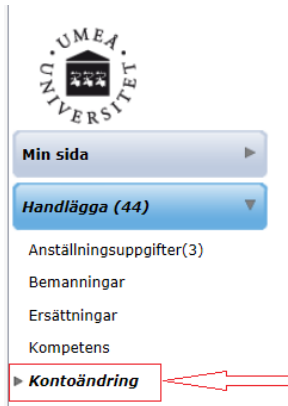 UMEÅ UNIVERSITET
Min sida
Handlägga (44)
Anställningsuppgifter(3)
Bemanningar
Ersättningar
Kompetens
Kontoändring